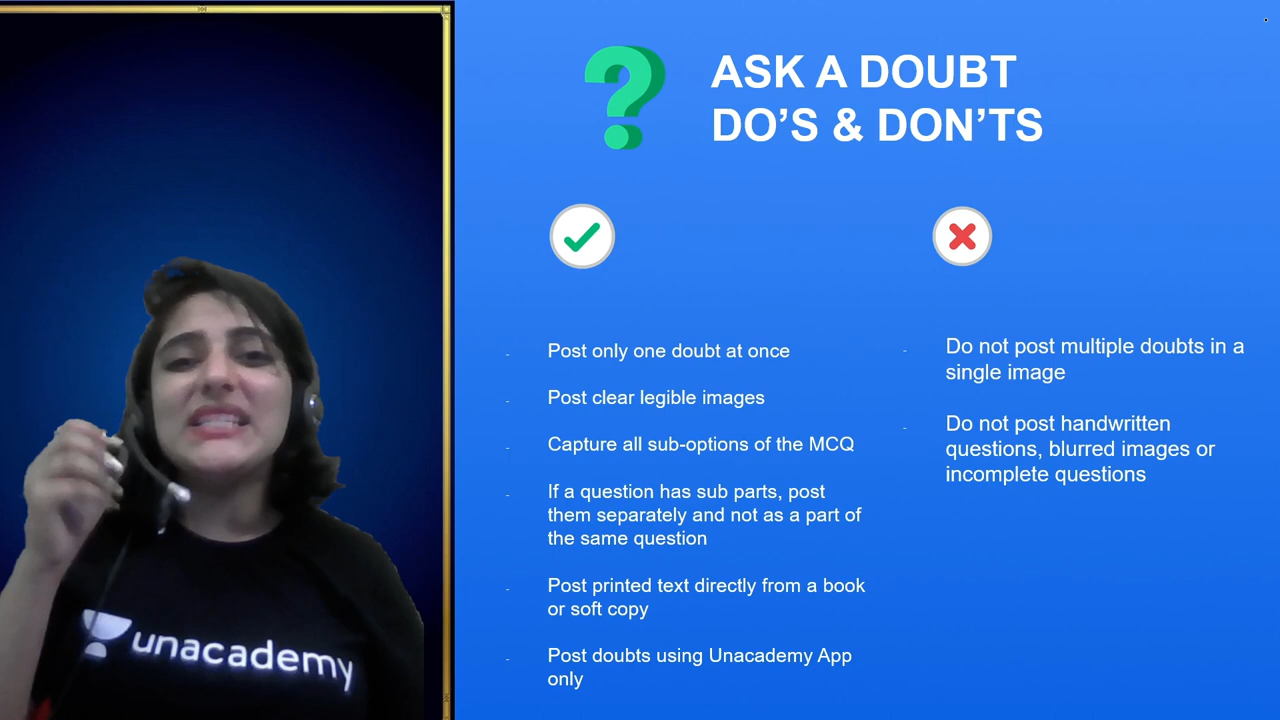 ASK A DOUBT
DO’S & DON’TS
- Post only one doubt at once
- Post clear legible images
- Capture all sub-options of the MCQ
- If a question has sub parts, post
them separately and not as a part of
the same question
- Post printed text directly from a book
or soft copy
- Post doubts using Unacademy App
only
- Do not post multiple doubts in a
single image
- Do not post handwritten
questions, blurred images or
incomplete questions
unacademy